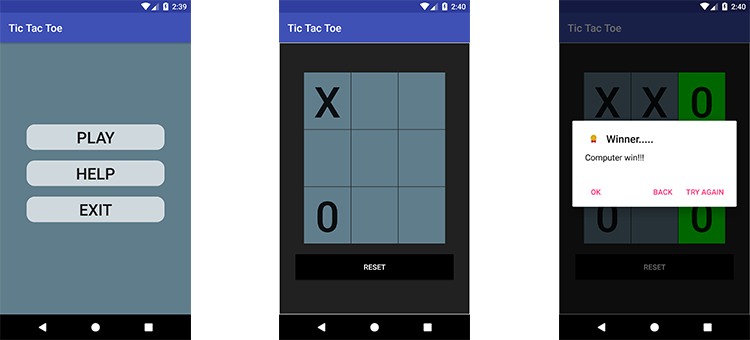 2:39
Tic Tac Toe
PLAY
HELP
EXIT
2:40
Tic Tac Toe
X
0
RESET
2:40
Tic Tac Toe
X X 0
Winner.....
Computer win!!!
OK BACK TRY AGAIN
0 0
RESET